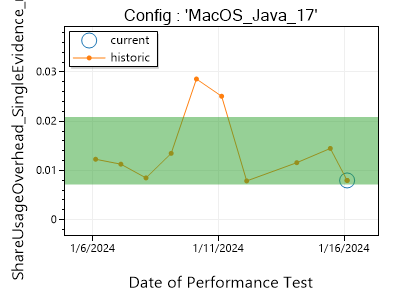 Config : 'MacOS_Java_17'
current
historic
ShareUsageOverhead_SingleEvidence_
0.03
0.02
0.01
0
1/6/2024
1/11/2024
1/16/2024
Date of Performance Test